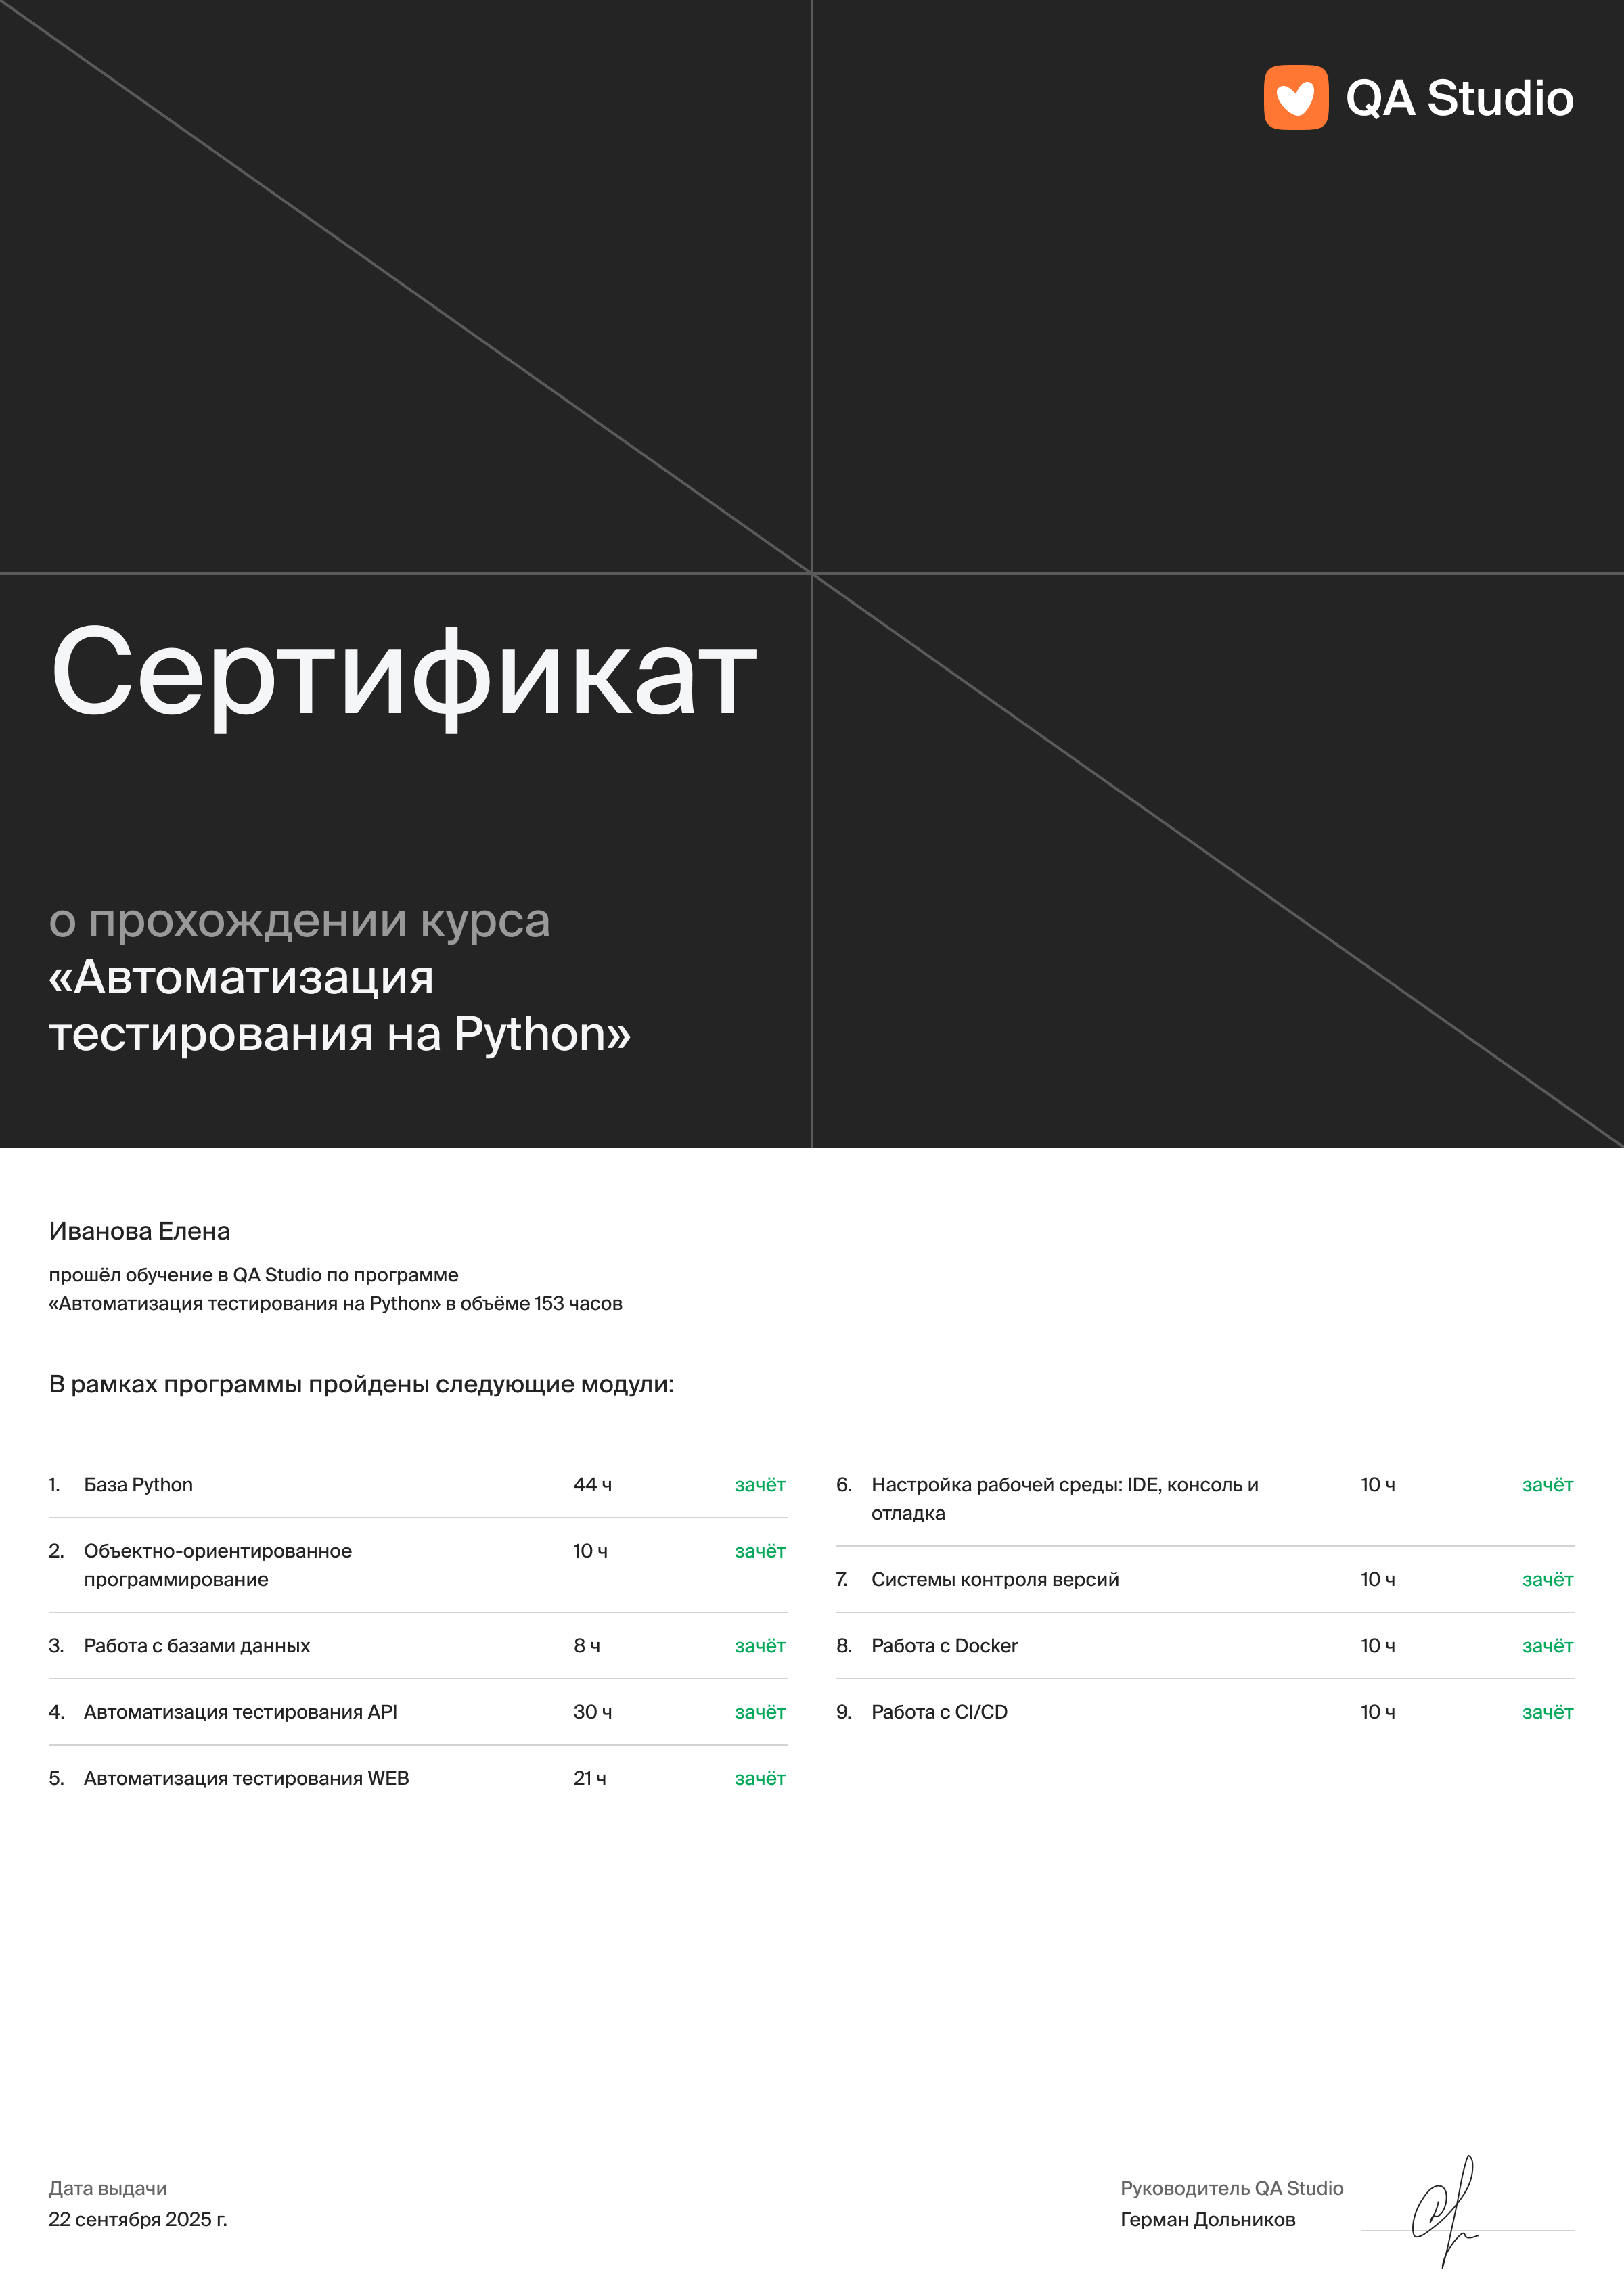 QA Studio
Сертификат
о прохождении курса
«Автоматизация
тестирования на Python»
Иванова Елена
прошёл обучение в QA Studio по программе
«Автоматизация тестирования на Python» в объёме 153 часов
В рамках программы пройдены следующие модули:
1. База Python 44 ч зачёт
2. Объектно-ориентированное 10 ч зачёт
программирование
3. Работа с базами данных 8 ч зачёт
4. Автоматизация тестирования API 30 ч зачёт
5. Автоматизация тестирования WEB 21 ч зачёт
6. Настройка рабочей среды: IDE, консоль и 10 ч зачёт
отладка
7. Системы контроля версий 10 ч зачёт
8. Работа с Docker 10 ч зачёт
9. Работа с CI/CD 10 ч зачёт
Дата выдачи
22 сентября 2025 г.
Руководитель QA Studio
Герман Дольников